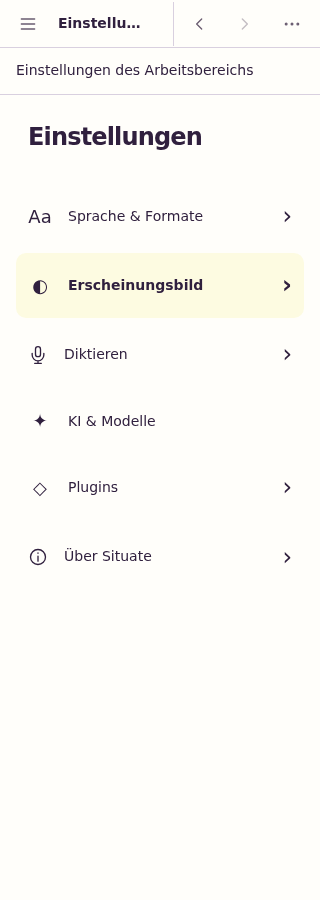 Einstellu…
Einstellungen des Arbeitsbereichs
Einstellungen
Aa Sprache & Formate
Erscheinungsbild
Diktieren
KI & Modelle
Plugins
Über Situate